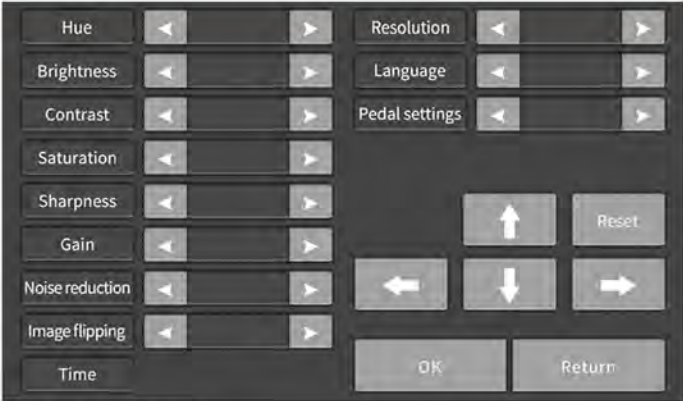 Hue
Brightness
Contrast
Saturation
Sharpness
Gain
Noise reduction
Image flipping
Time
Resolution
Language
Pedal settings
Reset
OK
Return